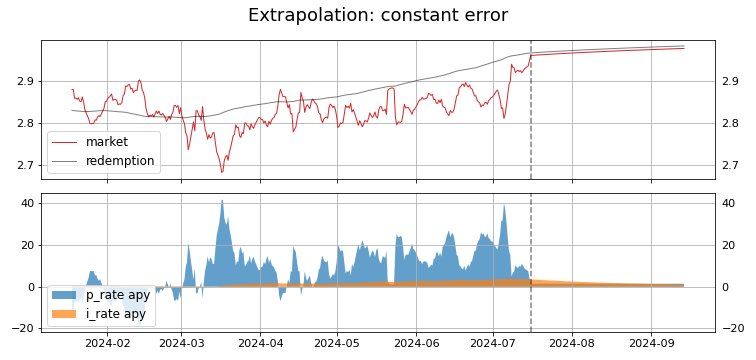 Extrapolation: constant error
2.9 2.9
2.8 2.8
2.7 2.7
market
redemption
40 40
20 20
0 0
−20 −20
p_rate apy
i_rate apy
2024-02 2024-03 2024-04 2024-05 2024-06 2024-07 2024-08 2024-09